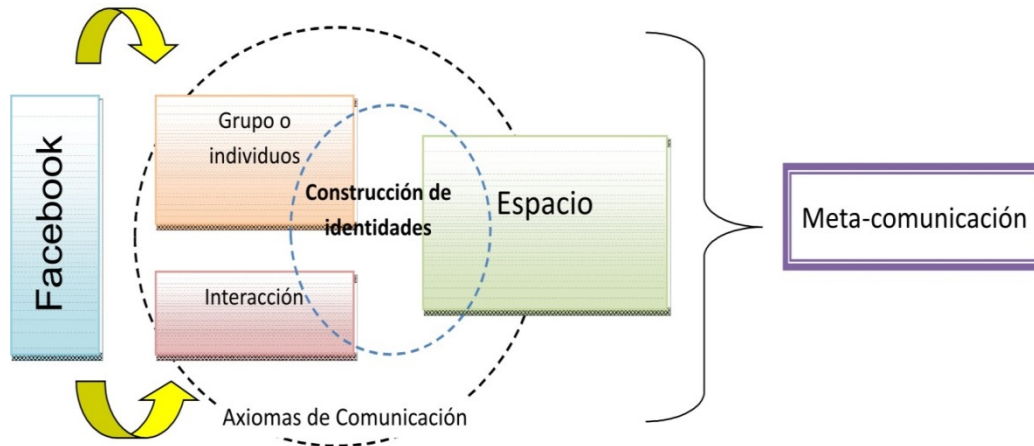 Facebook
Grupo o
individuos
Construcción de
identidades
Espacio
Interacción
Axiomas de Comunicación
Meta-comunicación